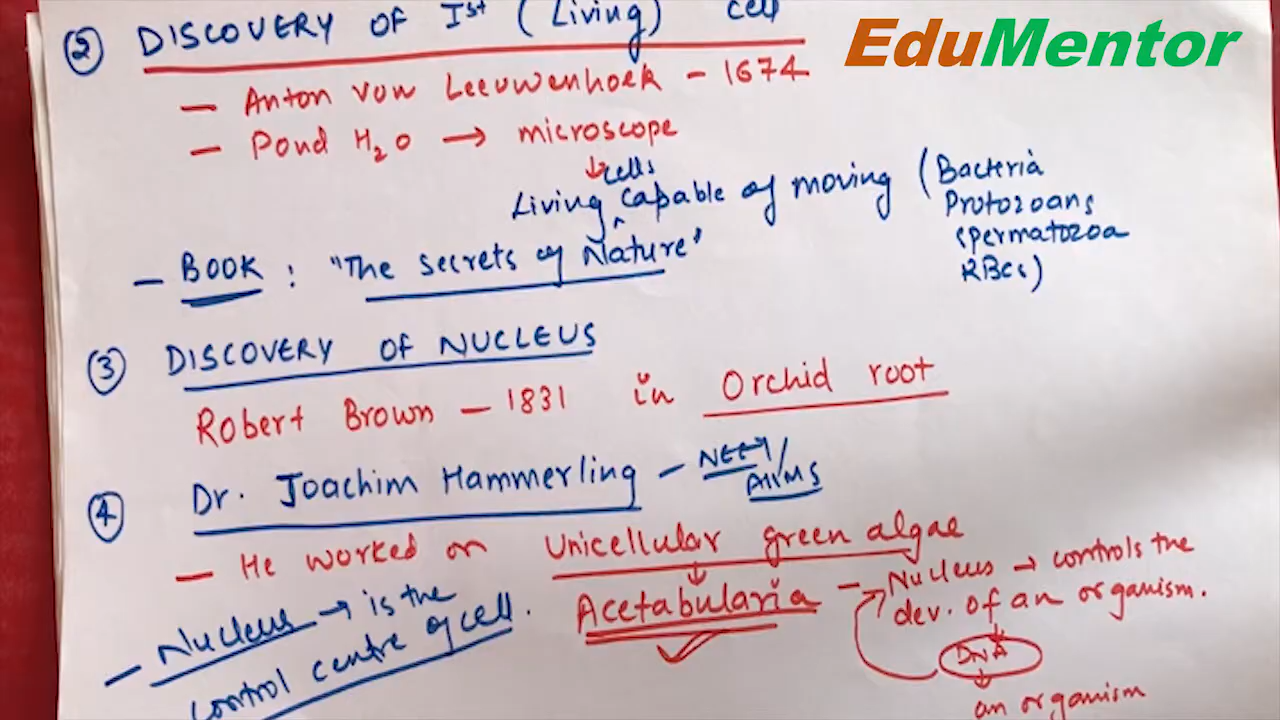 EduMentor
② DISCOVERY OF Ist (Living) cell
— Anton von Leeuwenhoek - 1674
— Pond H2O → microscope
↓ cells
Living ^ capable of moving (Bacteria
Protozoans
spermatozoa
RBCs)
— BOOK : "The secrets of Nature"
③ DISCOVERY OF NUCLEUS
Robert Brown — 1831 in Orchid root
④ Dr. Joachim Hammerling — NEET/
AIIMS
— He worked on Unicellular green algae
↓
Acetabularia — Nucleus → controls the
dev. of an organism.
↓
DNA
↓
an organism
— Nucleus → is the
control centre of cell.